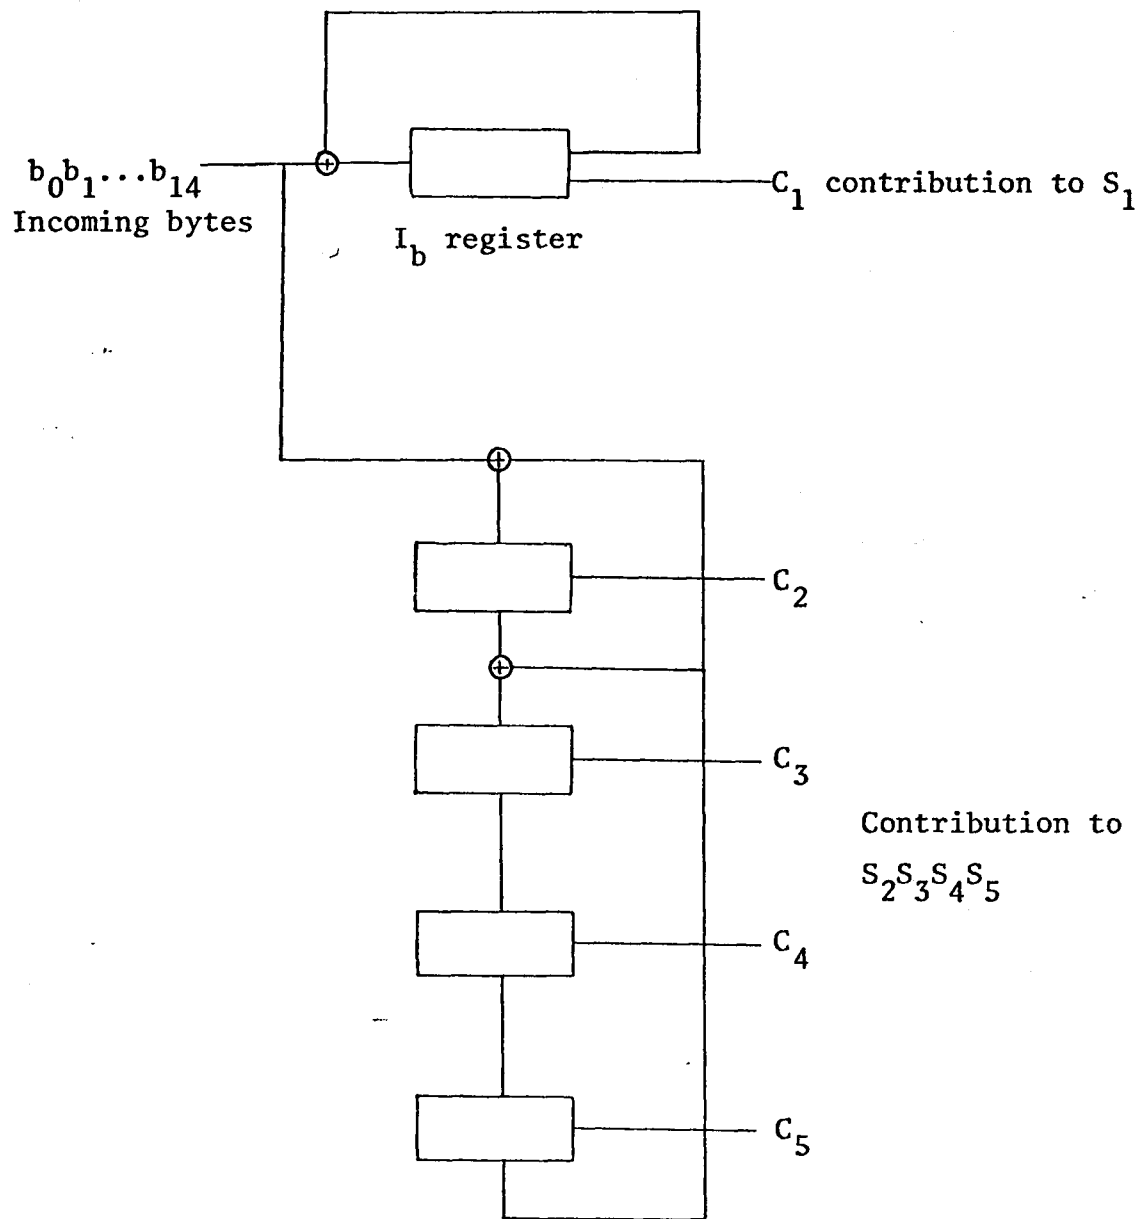 b0b1...b14
Incoming bytes
C1 contribution to S1
Ib register
C2
C3
Contribution to
S2S3S4S5
C4
C5